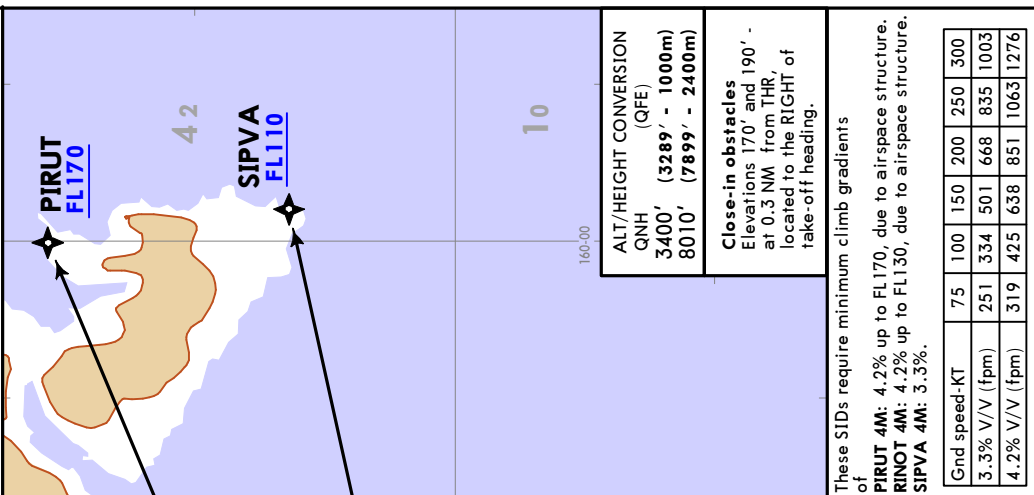 PIRUT
FL170
4 2
SIPVA
FL110
1 0
160-00
ALT/HEIGHT CONVERSION
QNH (QFE)
3400' (3289' - 1000m)
8010' (7899' - 2400m)
Close-in obstacles
Elevations 170' and 190' -
at 0.3 NM from THR,
located to the RIGHT of
take-off heading.
These SIDs require minimum climb gradients
of
PIRUT 4M: 4.2% up to FL170, due to airspace structure.
RINOT 4M: 4.2% up to FL130, due to airspace structure.
SIPVA 4M: 3.3%.
Gnd speed-KT 75 100 150 200 250 300
3.3% V/V (fpm) 251 334 501 668 835 1003
4.2% V/V (fpm) 319 425 638 851 1063 1276